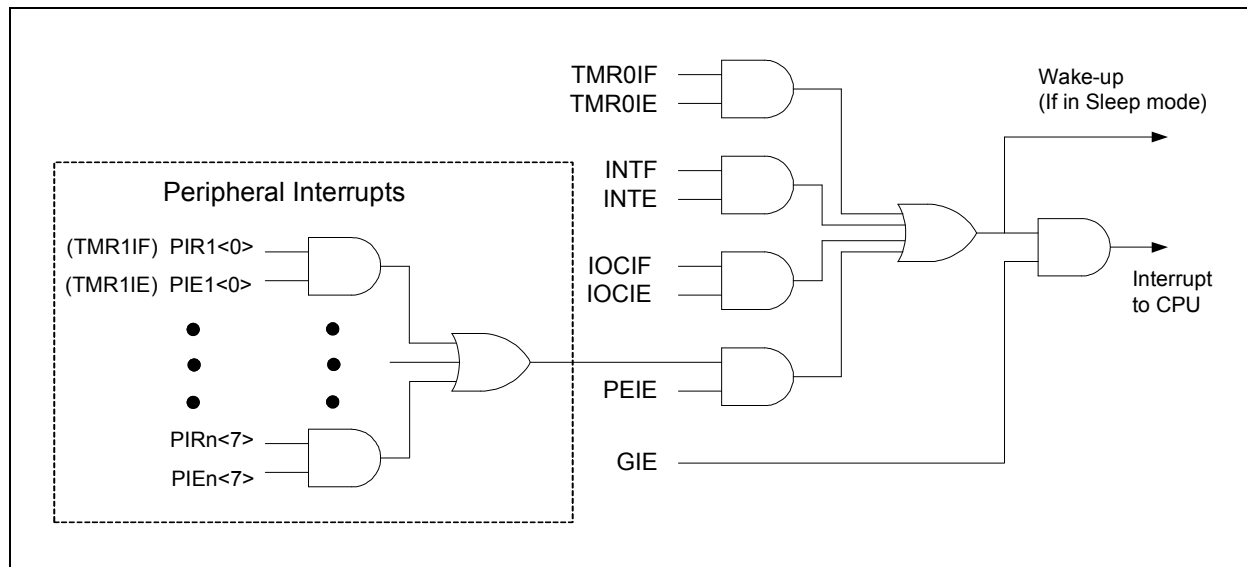 TMR0IF
TMR0IE
Wake-up
(If in Sleep mode)
INTF
INTE
Peripheral Interrupts
(TMR1IF) PIR1<0>
(TMR1IE) PIE1<0>
IOCIF
IOCIE
Interrupt
to CPU
PEIE
PIRn<7>
PIEn<7>
GIE